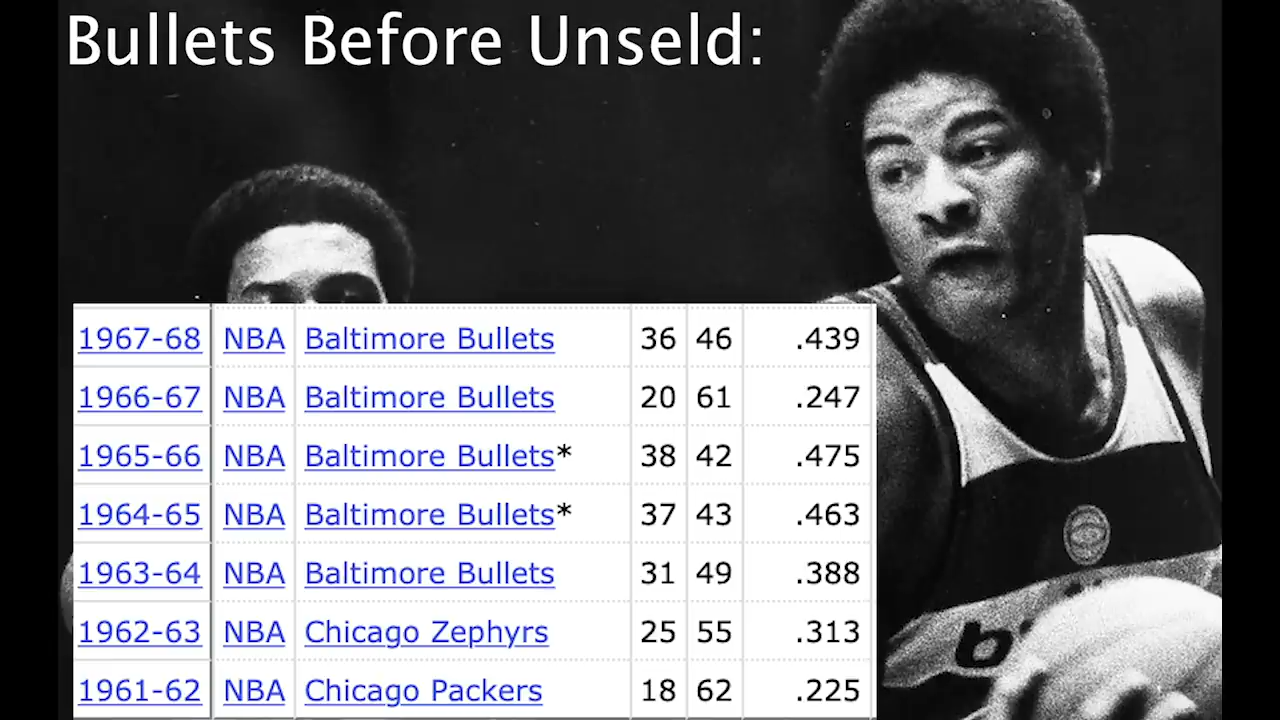 Bullets Before Unseld:
1967-68 NBA Baltimore Bullets 36 46 .439
1966-67 NBA Baltimore Bullets 20 61 .247
1965-66 NBA Baltimore Bullets* 38 42 .475
1964-65 NBA Baltimore Bullets* 37 43 .463
1963-64 NBA Baltimore Bullets 31 49 .388
1962-63 NBA Chicago Zephyrs 25 55 .313
1961-62 NBA Chicago Packers 18 62 .225